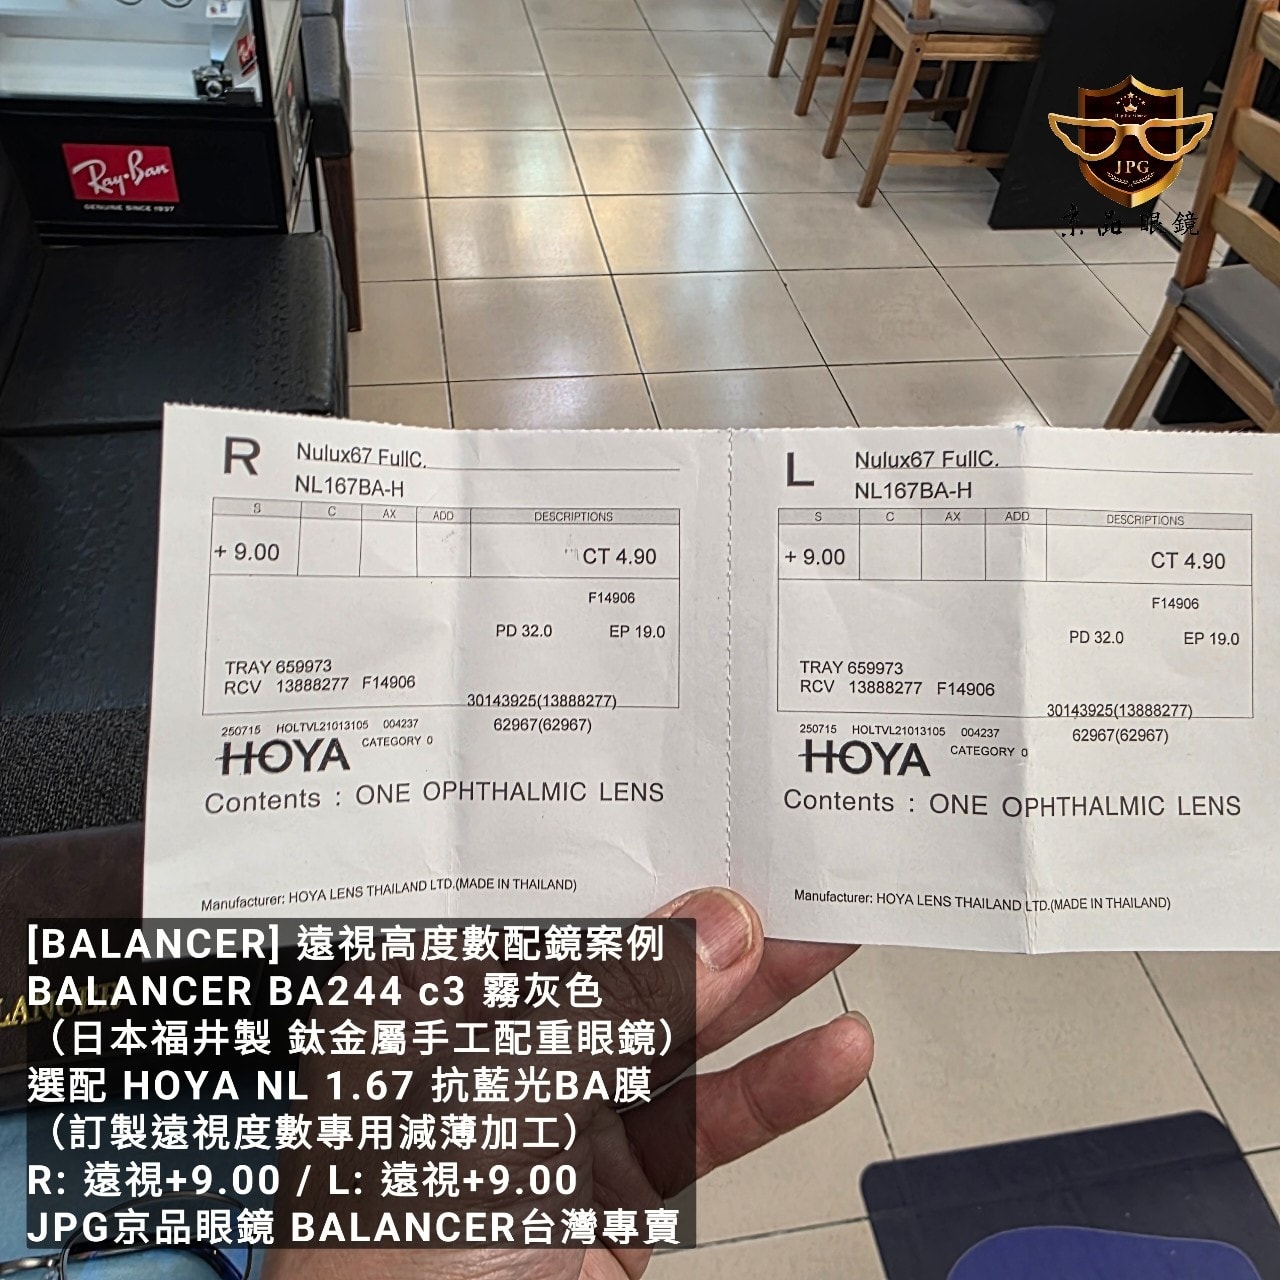 Ray-Ban
GENUINE SINCE 1937
JPG
京品眼鏡
R
Nulux67 FullC.
NL167BA-H
S C AX ADD DESCRIPTIONS
+ 9.00 CT 4.90
F14906
PD 32.0 EP 19.0
TRAY 659973
RCV 13888277 F14906
30143925(13888277)
250715 HOLTVL21013105 004237 62967(62967)
HOYA CATEGORY 0
Contents : ONE OPHTHALMIC LENS
Manufacturer: HOYA LENS THAILAND LTD.(MADE IN THAILAND)
L
Nulux67 FullC.
NL167BA-H
S C AX ADD DESCRIPTIONS
+ 9.00 CT 4.90
F14906
PD 32.0 EP 19.0
TRAY 659973
RCV 13888277 F14906
30143925(13888277)
250715 HOLTVL21013105 004237 62967(62967)
HOYA CATEGORY 0
Contents : ONE OPHTHALMIC LENS
Manufacturer: HOYA LENS THAILAND LTD.(MADE IN THAILAND)
[BALANCER] 遠視高度數配鏡案例
BALANCER BA244 c3 霧灰色
（日本福井製 鈦金屬手工配重眼鏡）
選配 HOYA NL 1.67 抗藍光BA膜
（訂製遠視度數專用減薄加工）
R: 遠視+9.00 / L: 遠視+9.00
JPG京品眼鏡 BALANCER台灣專賣